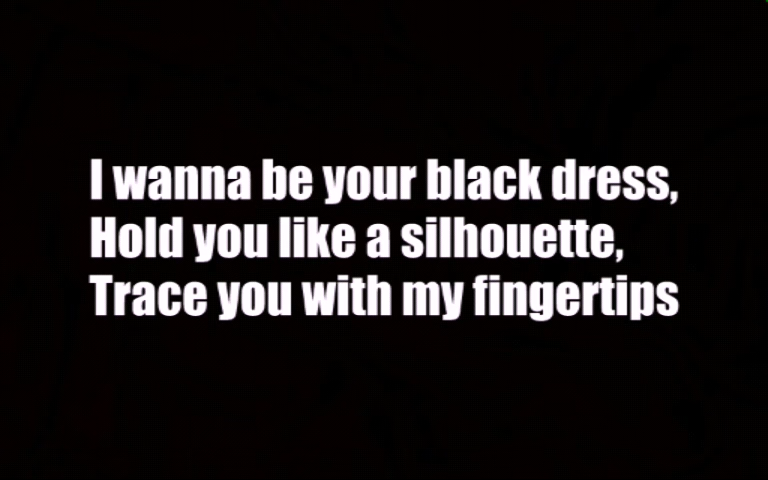 I wanna be your black dress,
Hold you like a silhouette,
Trace you with my fingertips